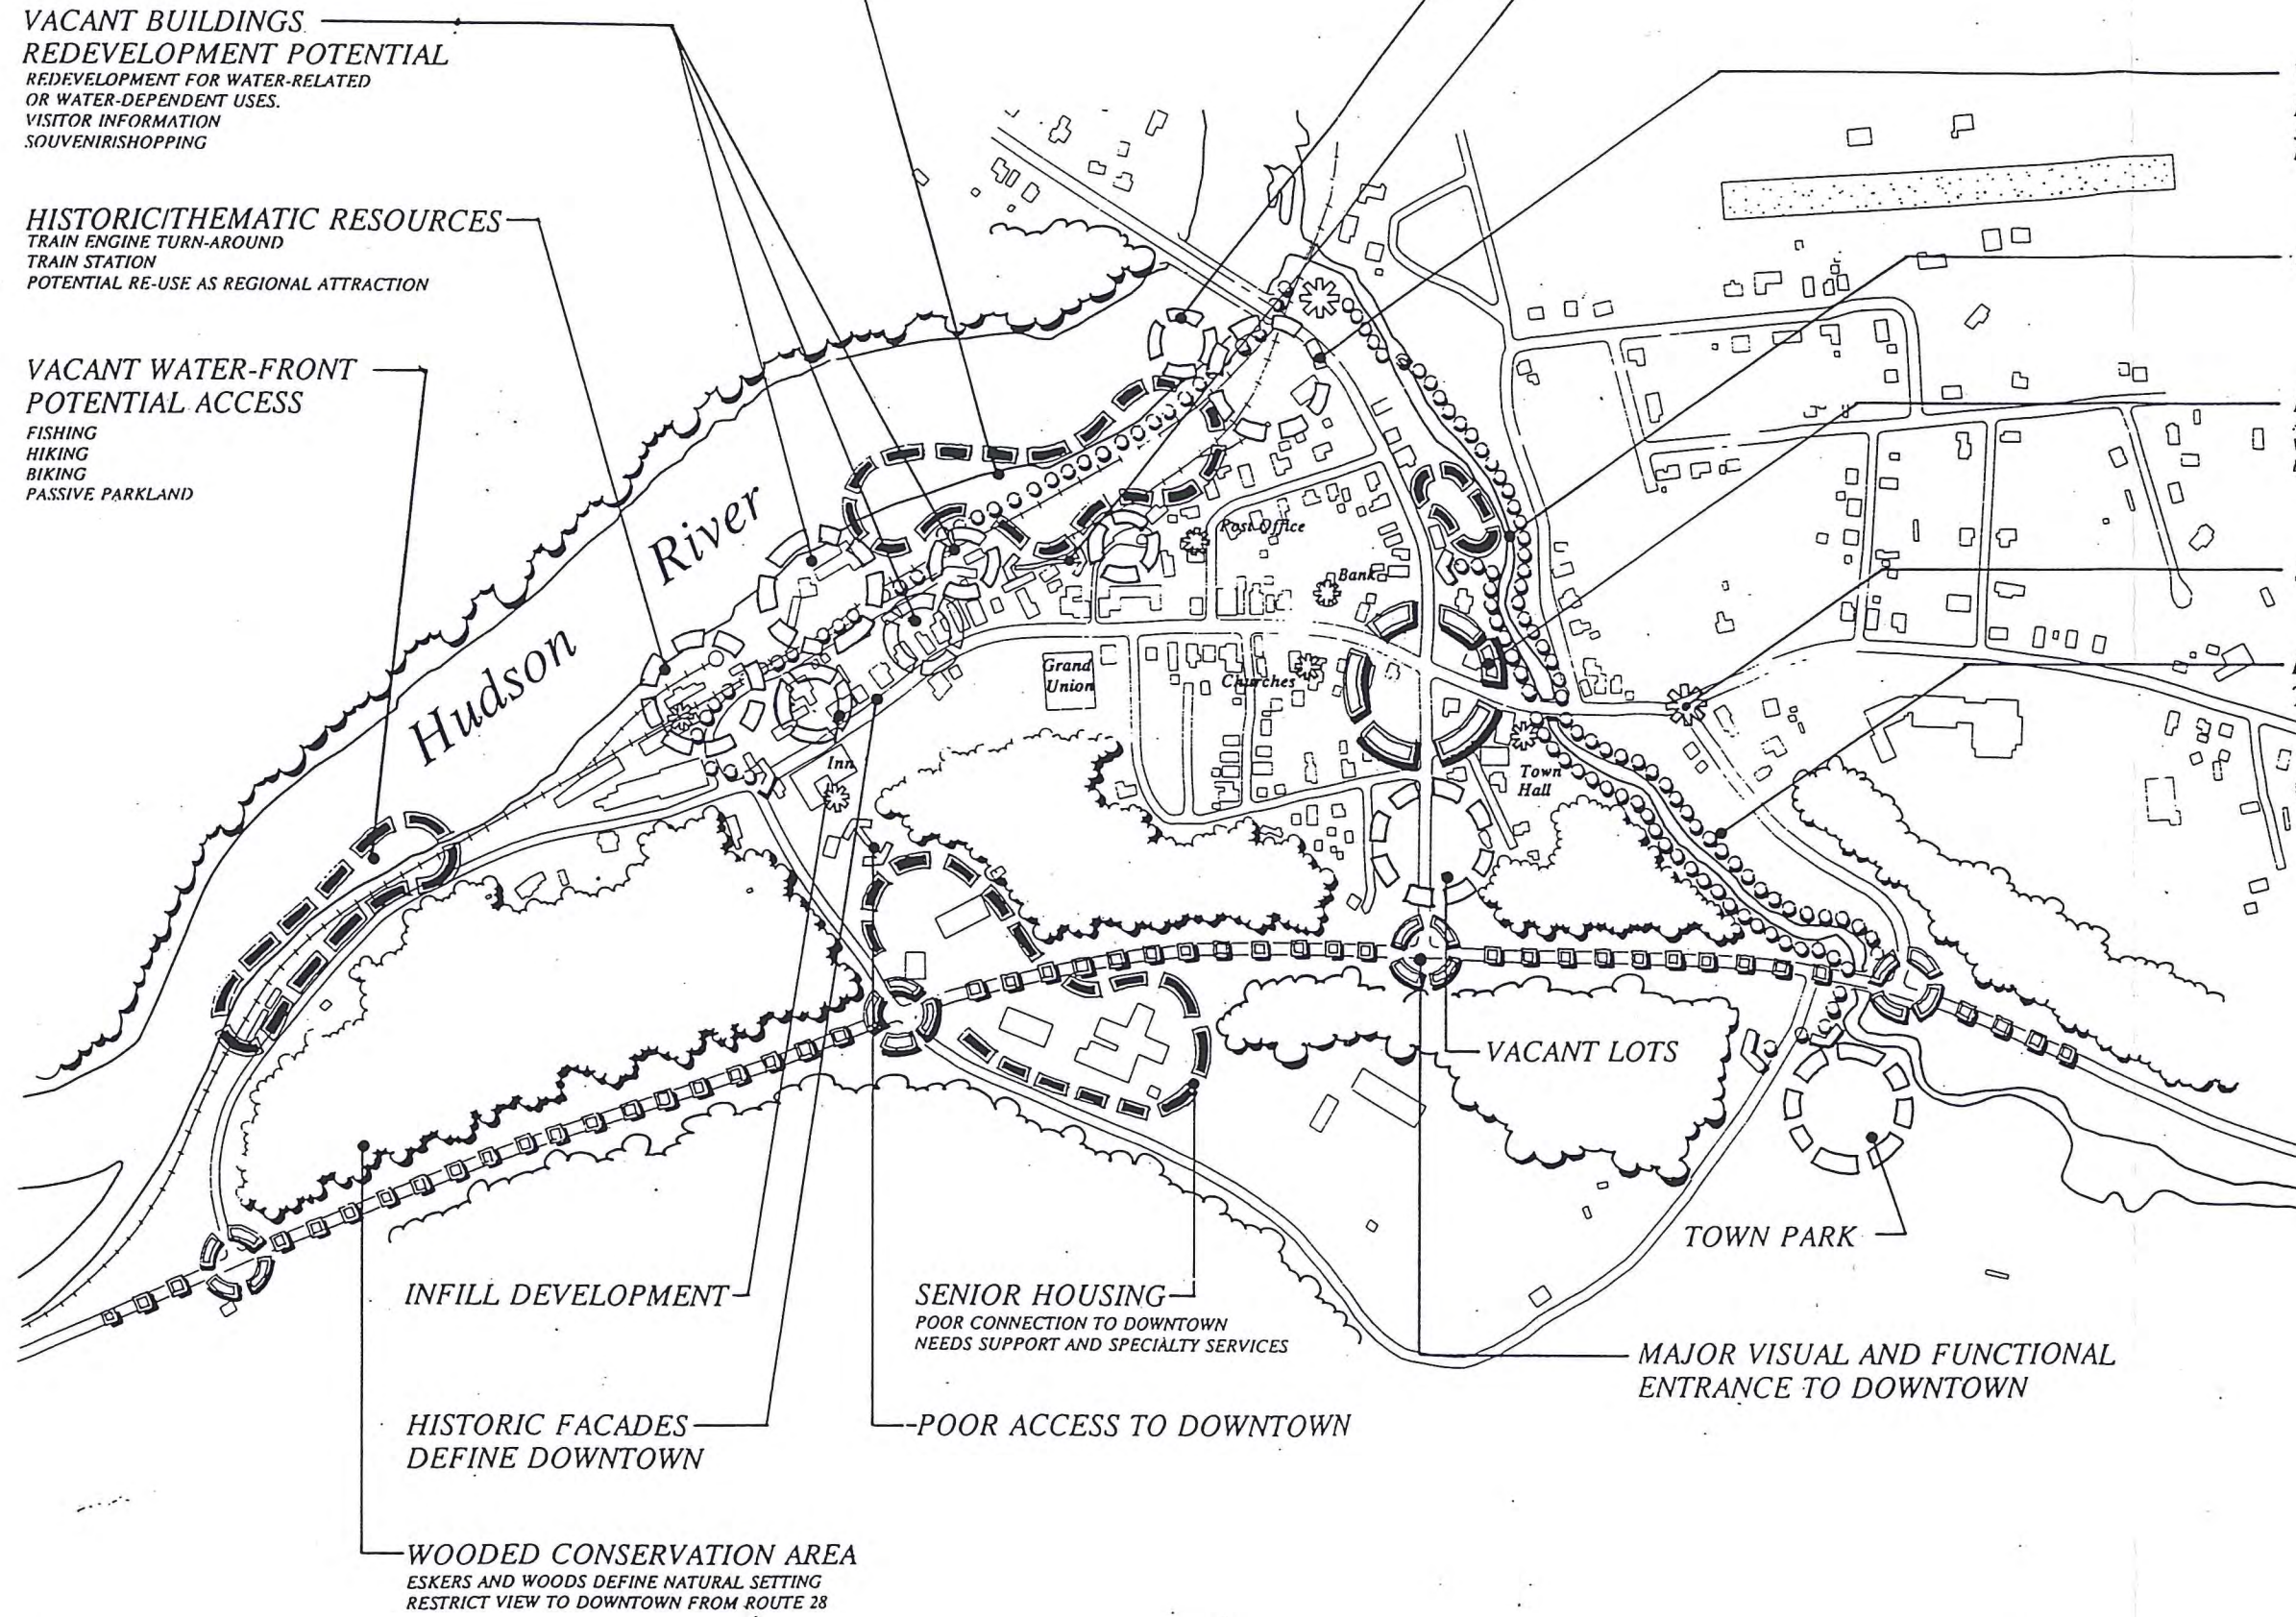 VACANT BUILDINGS
REDEVELOPMENT POTENTIAL
REDEVELOPMENT FOR WATER-RELATED
OR WATER-DEPENDENT USES.
VISITOR INFORMATION
SOUVENIRISHOPPING
HISTORIC/THEMATIC RESOURCES
TRAIN ENGINE TURN-AROUND
TRAIN STATION
POTENTIAL RE-USE AS REGIONAL ATTRACTION
VACANT WATER-FRONT
POTENTIAL ACCESS
FISHING
HIKING
BIKING
PASSIVE PARKLAND
Hudson River
Post Office
Bank
Grand
Union
Churches
Inn
Town
Hall
VACANT LOTS
TOWN PARK
INFILL DEVELOPMENT
SENIOR HOUSING
POOR CONNECTION TO DOWNTOWN
NEEDS SUPPORT AND SPECIALTY SERVICES
MAJOR VISUAL AND FUNCTIONAL
ENTRANCE TO DOWNTOWN
HISTORIC FACADES
DEFINE DOWNTOWN
POOR ACCESS TO DOWNTOWN
WOODED CONSERVATION AREA
ESKERS AND WOODS DEFINE NATURAL SETTING
RESTRICT VIEW TO DOWNTOWN FROM ROUTE 28